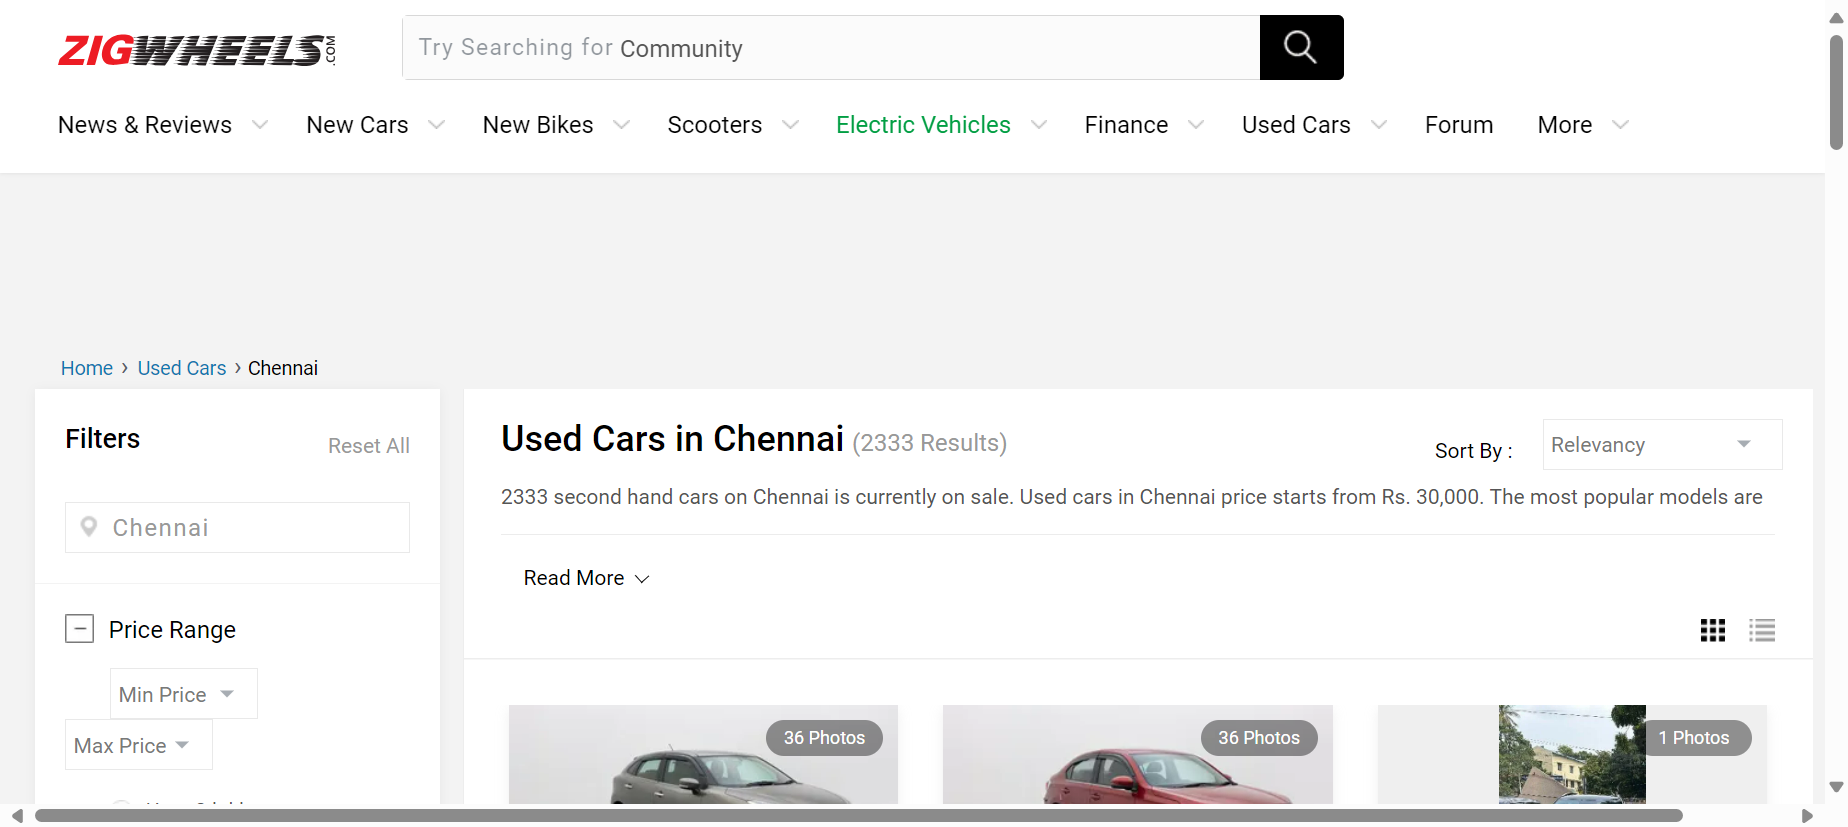 ZIGWHEELS.COM
Try Searching for Community
News & Reviews New Cars New Bikes Scooters Electric Vehicles Finance Used Cars Forum More
Home › Used Cars › Chennai
Filters
Reset All
Chennai
Price Range
Min Price
Max Price
Used Cars in Chennai (2333 Results)
Sort By :
Relevancy
2333 second hand cars on Chennai is currently on sale. Used cars in Chennai price starts from Rs. 30,000. The most popular models are
Read More
36 Photos
36 Photos
1 Photos